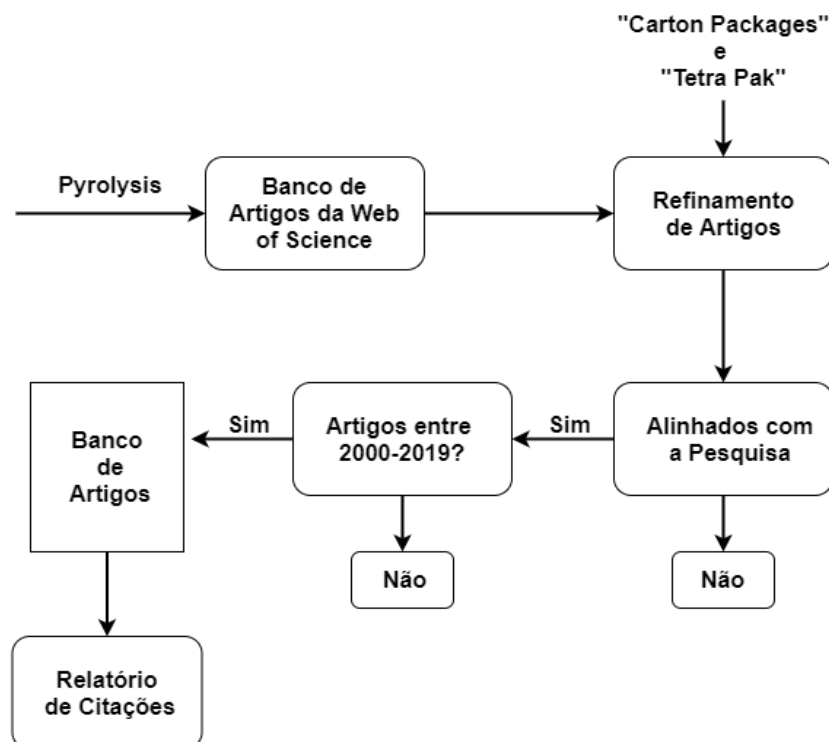 "Carton Packages"
e
"Tetra Pak"
Pyrolysis
Banco de
Artigos da Web
of Science
Refinamento
de Artigos
Alinhados com
a Pesquisa
Sim
Artigos entre
2000-2019?
Sim
Banco
de
Artigos
Não
Não
Relatório
de Citações